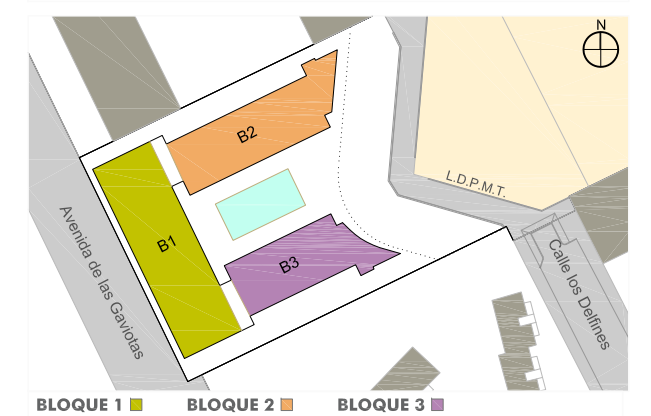 N
B2
L.D.P.M.T.
B1
Avenida de las Gaviotas
B3
Calle los Delfines
BLOQUE 1 BLOQUE 2 BLOQUE 3